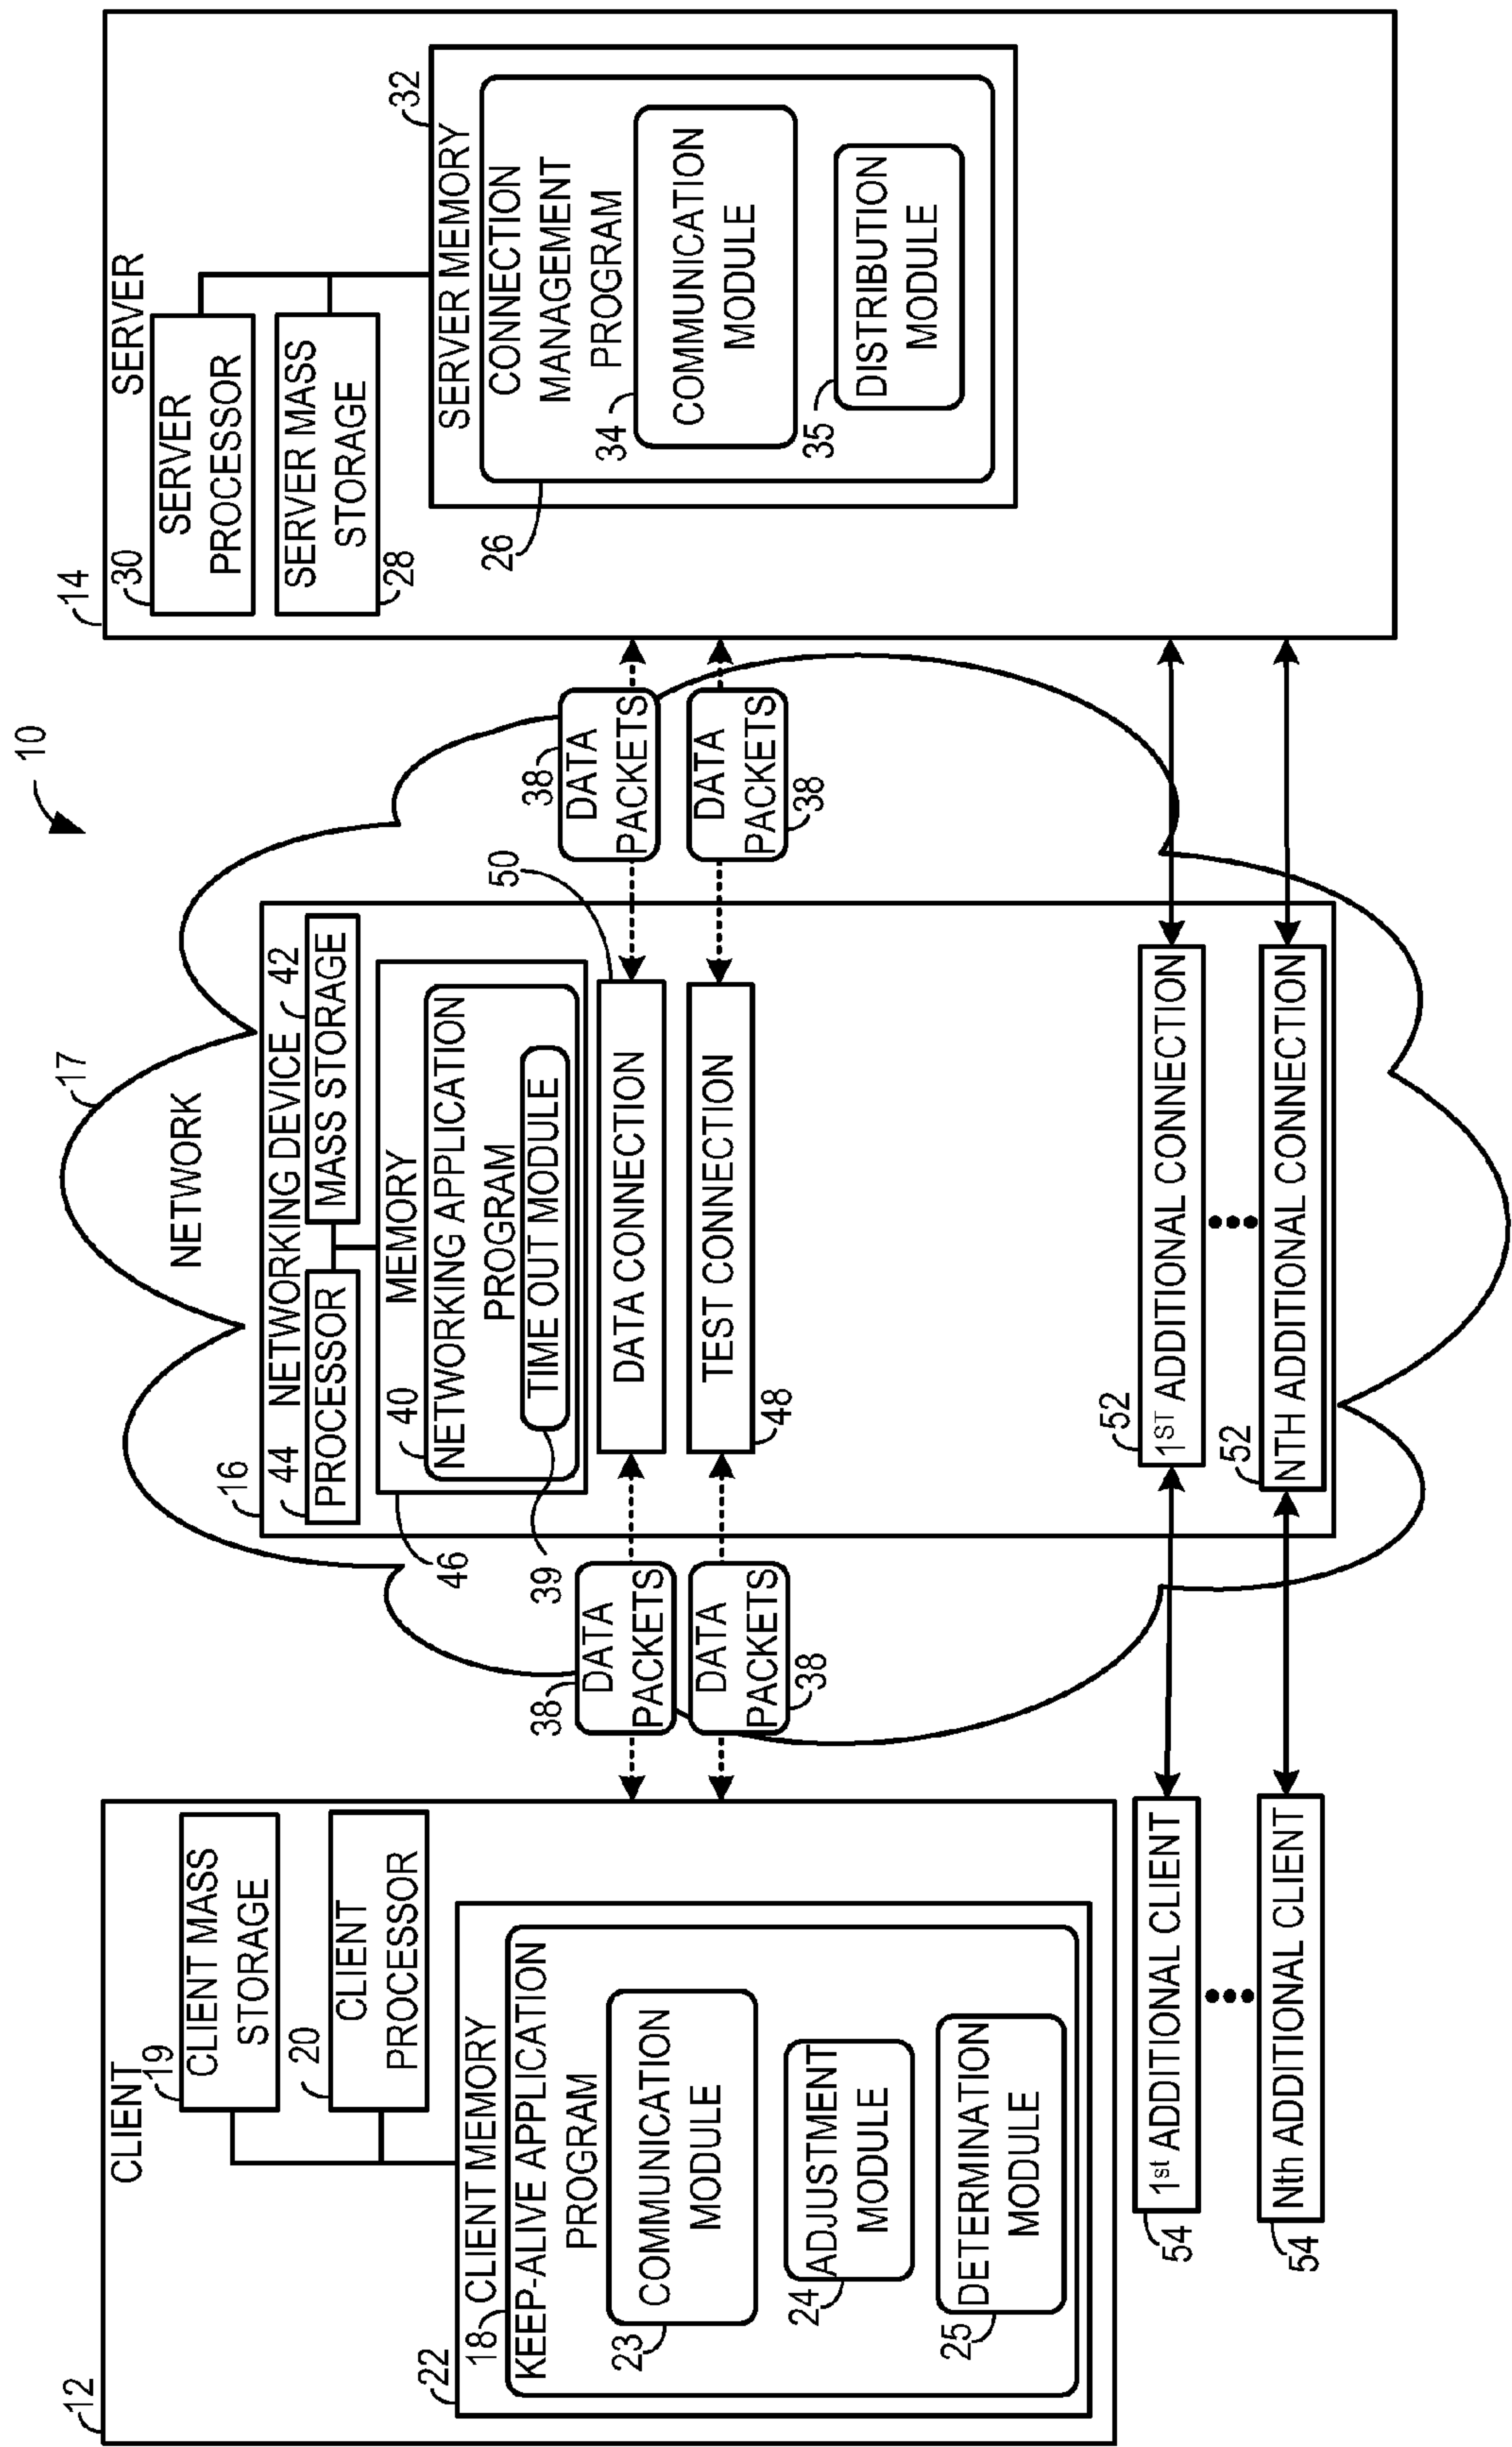 10
12
CLIENT
19
CLIENT MASS
STORAGE
20
CLIENT
PROCESSOR
22
CLIENT MEMORY
18
KEEP-ALIVE APPLICATION
PROGRAM
23
COMMUNICATION
MODULE
24
ADJUSTMENT
MODULE
25
DETERMINATION
MODULE
54
1st ADDITIONAL CLIENT
54
Nth ADDITIONAL CLIENT
38
DATA
PACKETS
38
DATA
PACKETS
17
NETWORK
16
NETWORKING DEVICE
44
PROCESSOR
42
MASS STORAGE
46
MEMORY
40
NETWORKING APPLICATION
PROGRAM
39
TIME OUT MODULE
50
DATA CONNECTION
48
TEST CONNECTION
52
1ST ADDITIONAL CONNECTION
52
NTH ADDITIONAL CONNECTION
38
DATA
PACKETS
38
DATA
PACKETS
14
SERVER
30
SERVER
PROCESSOR
28
SERVER MASS
STORAGE
32
SERVER MEMORY
26
CONNECTION
MANAGEMENT
PROGRAM
34
COMMUNICATION
MODULE
35
DISTRIBUTION
MODULE